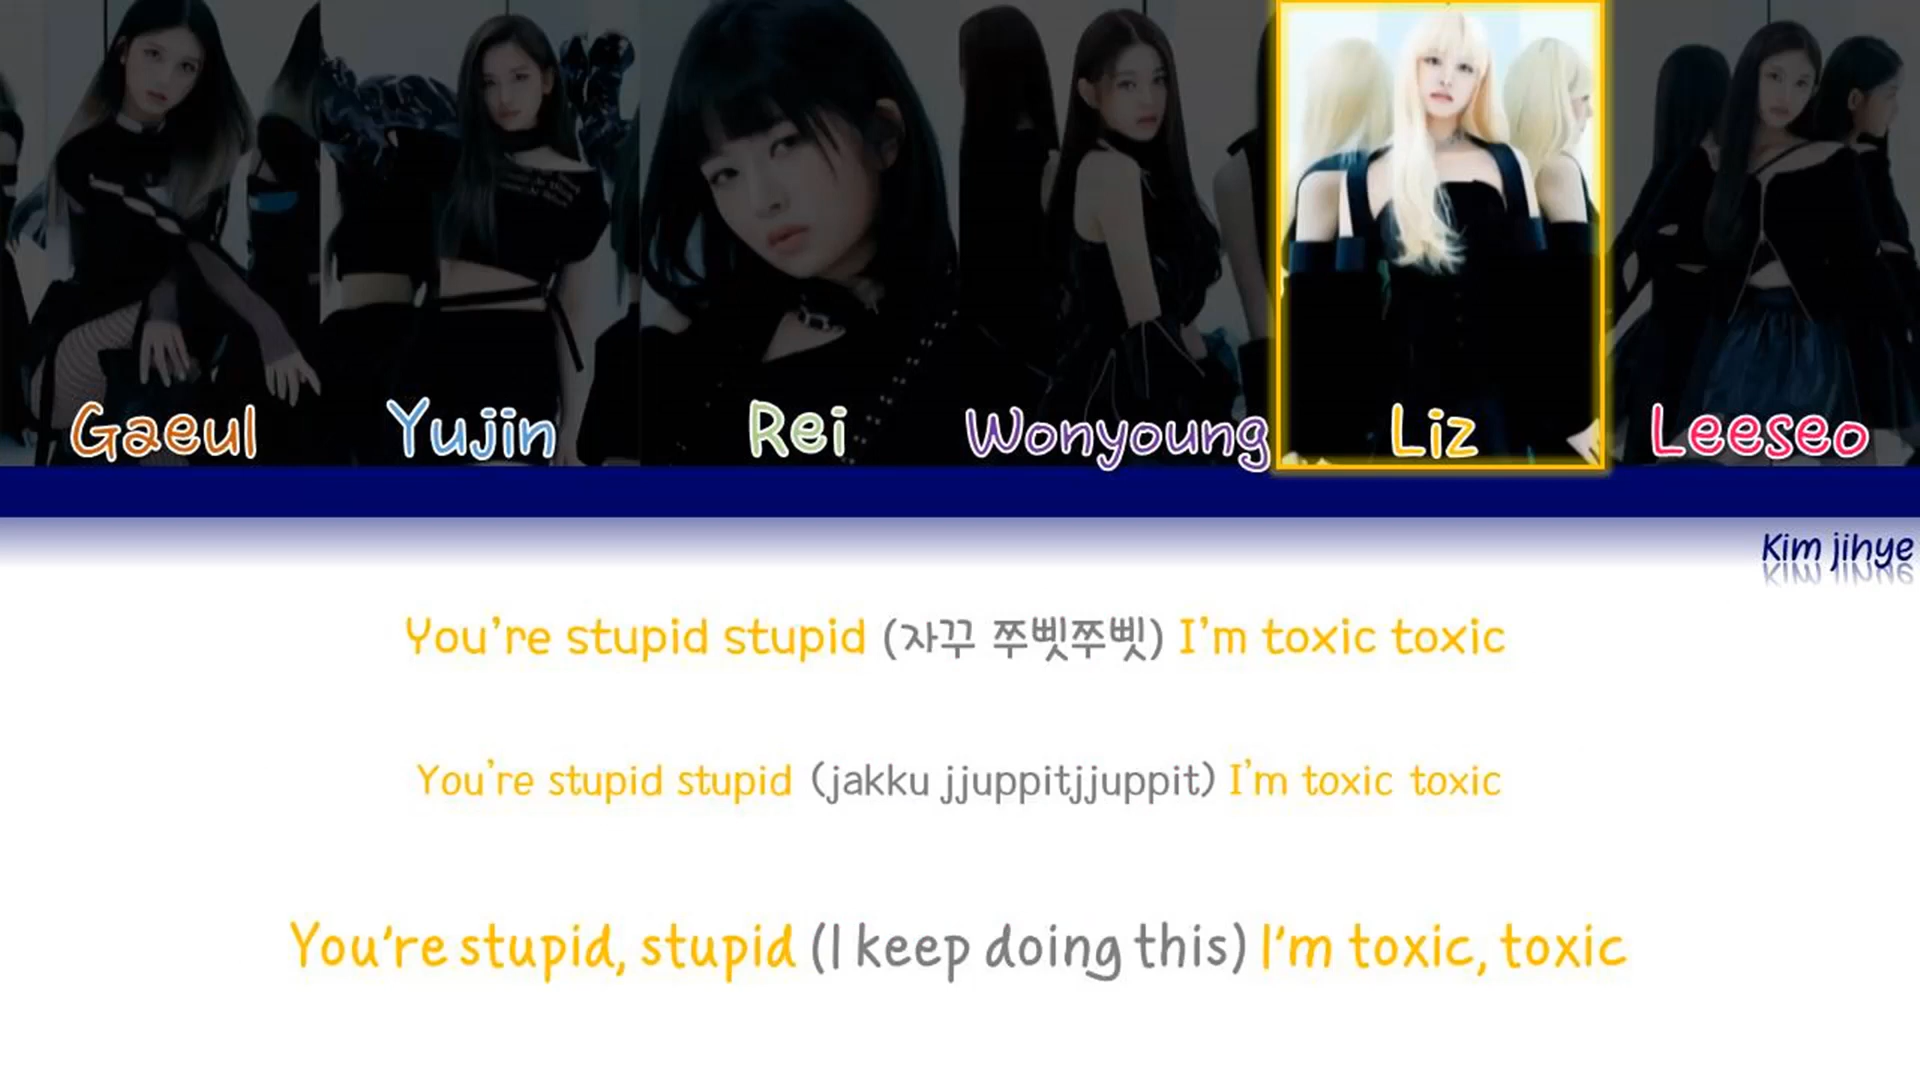 Gaeul Yujin Rei Wonyoung Liz Leeseo
Kim jihye
You're stupid stupid (자꾸 쭈삣쭈삣) I'm toxic toxic
You're stupid stupid (jakku jjuppitjjuppit) I'm toxic toxic
You're stupid, stupid (I keep doing this) I'm toxic, toxic